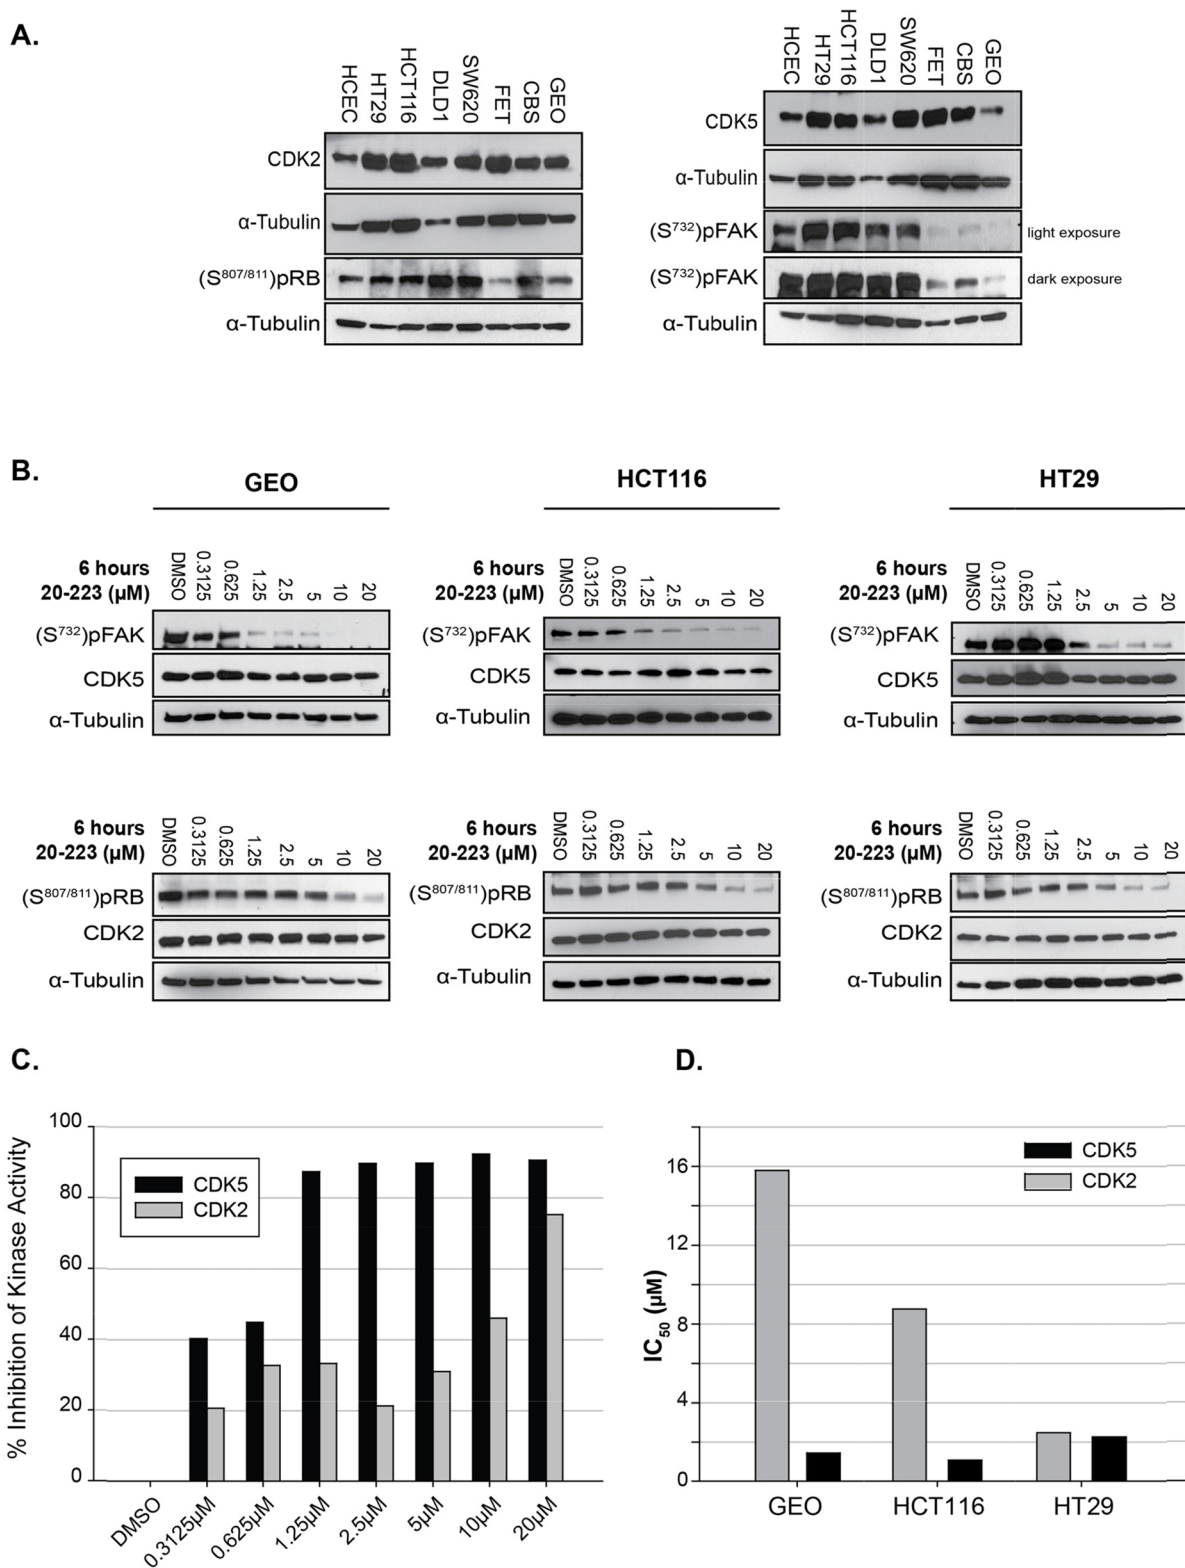 A.
HCEC HT29 HCT116 DLD1 SW620 FET CBS GEO
CDK2
α-Tubulin
(S807/811)pRB
α-Tubulin
HCEC HT29 HCT116 DLD1 SW620 FET CBS GEO
CDK5
α-Tubulin
(S732)pFAK light exposure
(S732)pFAK dark exposure
α-Tubulin
B.
GEO
6 hours
20-223 (μM) DMSO 0.3125 0.625 1.25 2.5 5 10 20
(S732)pFAK
CDK5
α-Tubulin
HCT116
6 hours
20-223 (μM) DMSO 0.3125 0.625 1.25 2.5 5 10 20
(S732)pFAK
CDK5
α-Tubulin
HT29
6 hours
20-223 (μM) DMSO 0.3125 0.625 1.25 2.5 5 10 20
(S732)pFAK
CDK5
α-Tubulin
6 hours
20-223 (μM) DMSO 0.3125 0.625 1.25 2.5 5 10 20
(S807/811)pRB
CDK2
α-Tubulin
6 hours
20-223 (μM) DMSO 0.3125 0.625 1.25 2.5 5 10 20
(S807/811)pRB
CDK2
α-Tubulin
6 hours
20-223 (μM) DMSO 0.3125 0.625 1.25 2.5 5 10 20
(S807/811)pRB
CDK2
α-Tubulin
C.
% Inhibition of Kinase Activity
100
80
60
40
20
0
CDK5
CDK2
DMSO 0.3125μM 0.625μM 1.25μM 2.5μM 5μM 10μM 20μM
D.
IC50 (μM)
16
12
8
4
0
CDK5
CDK2
GEO HCT116 HT29